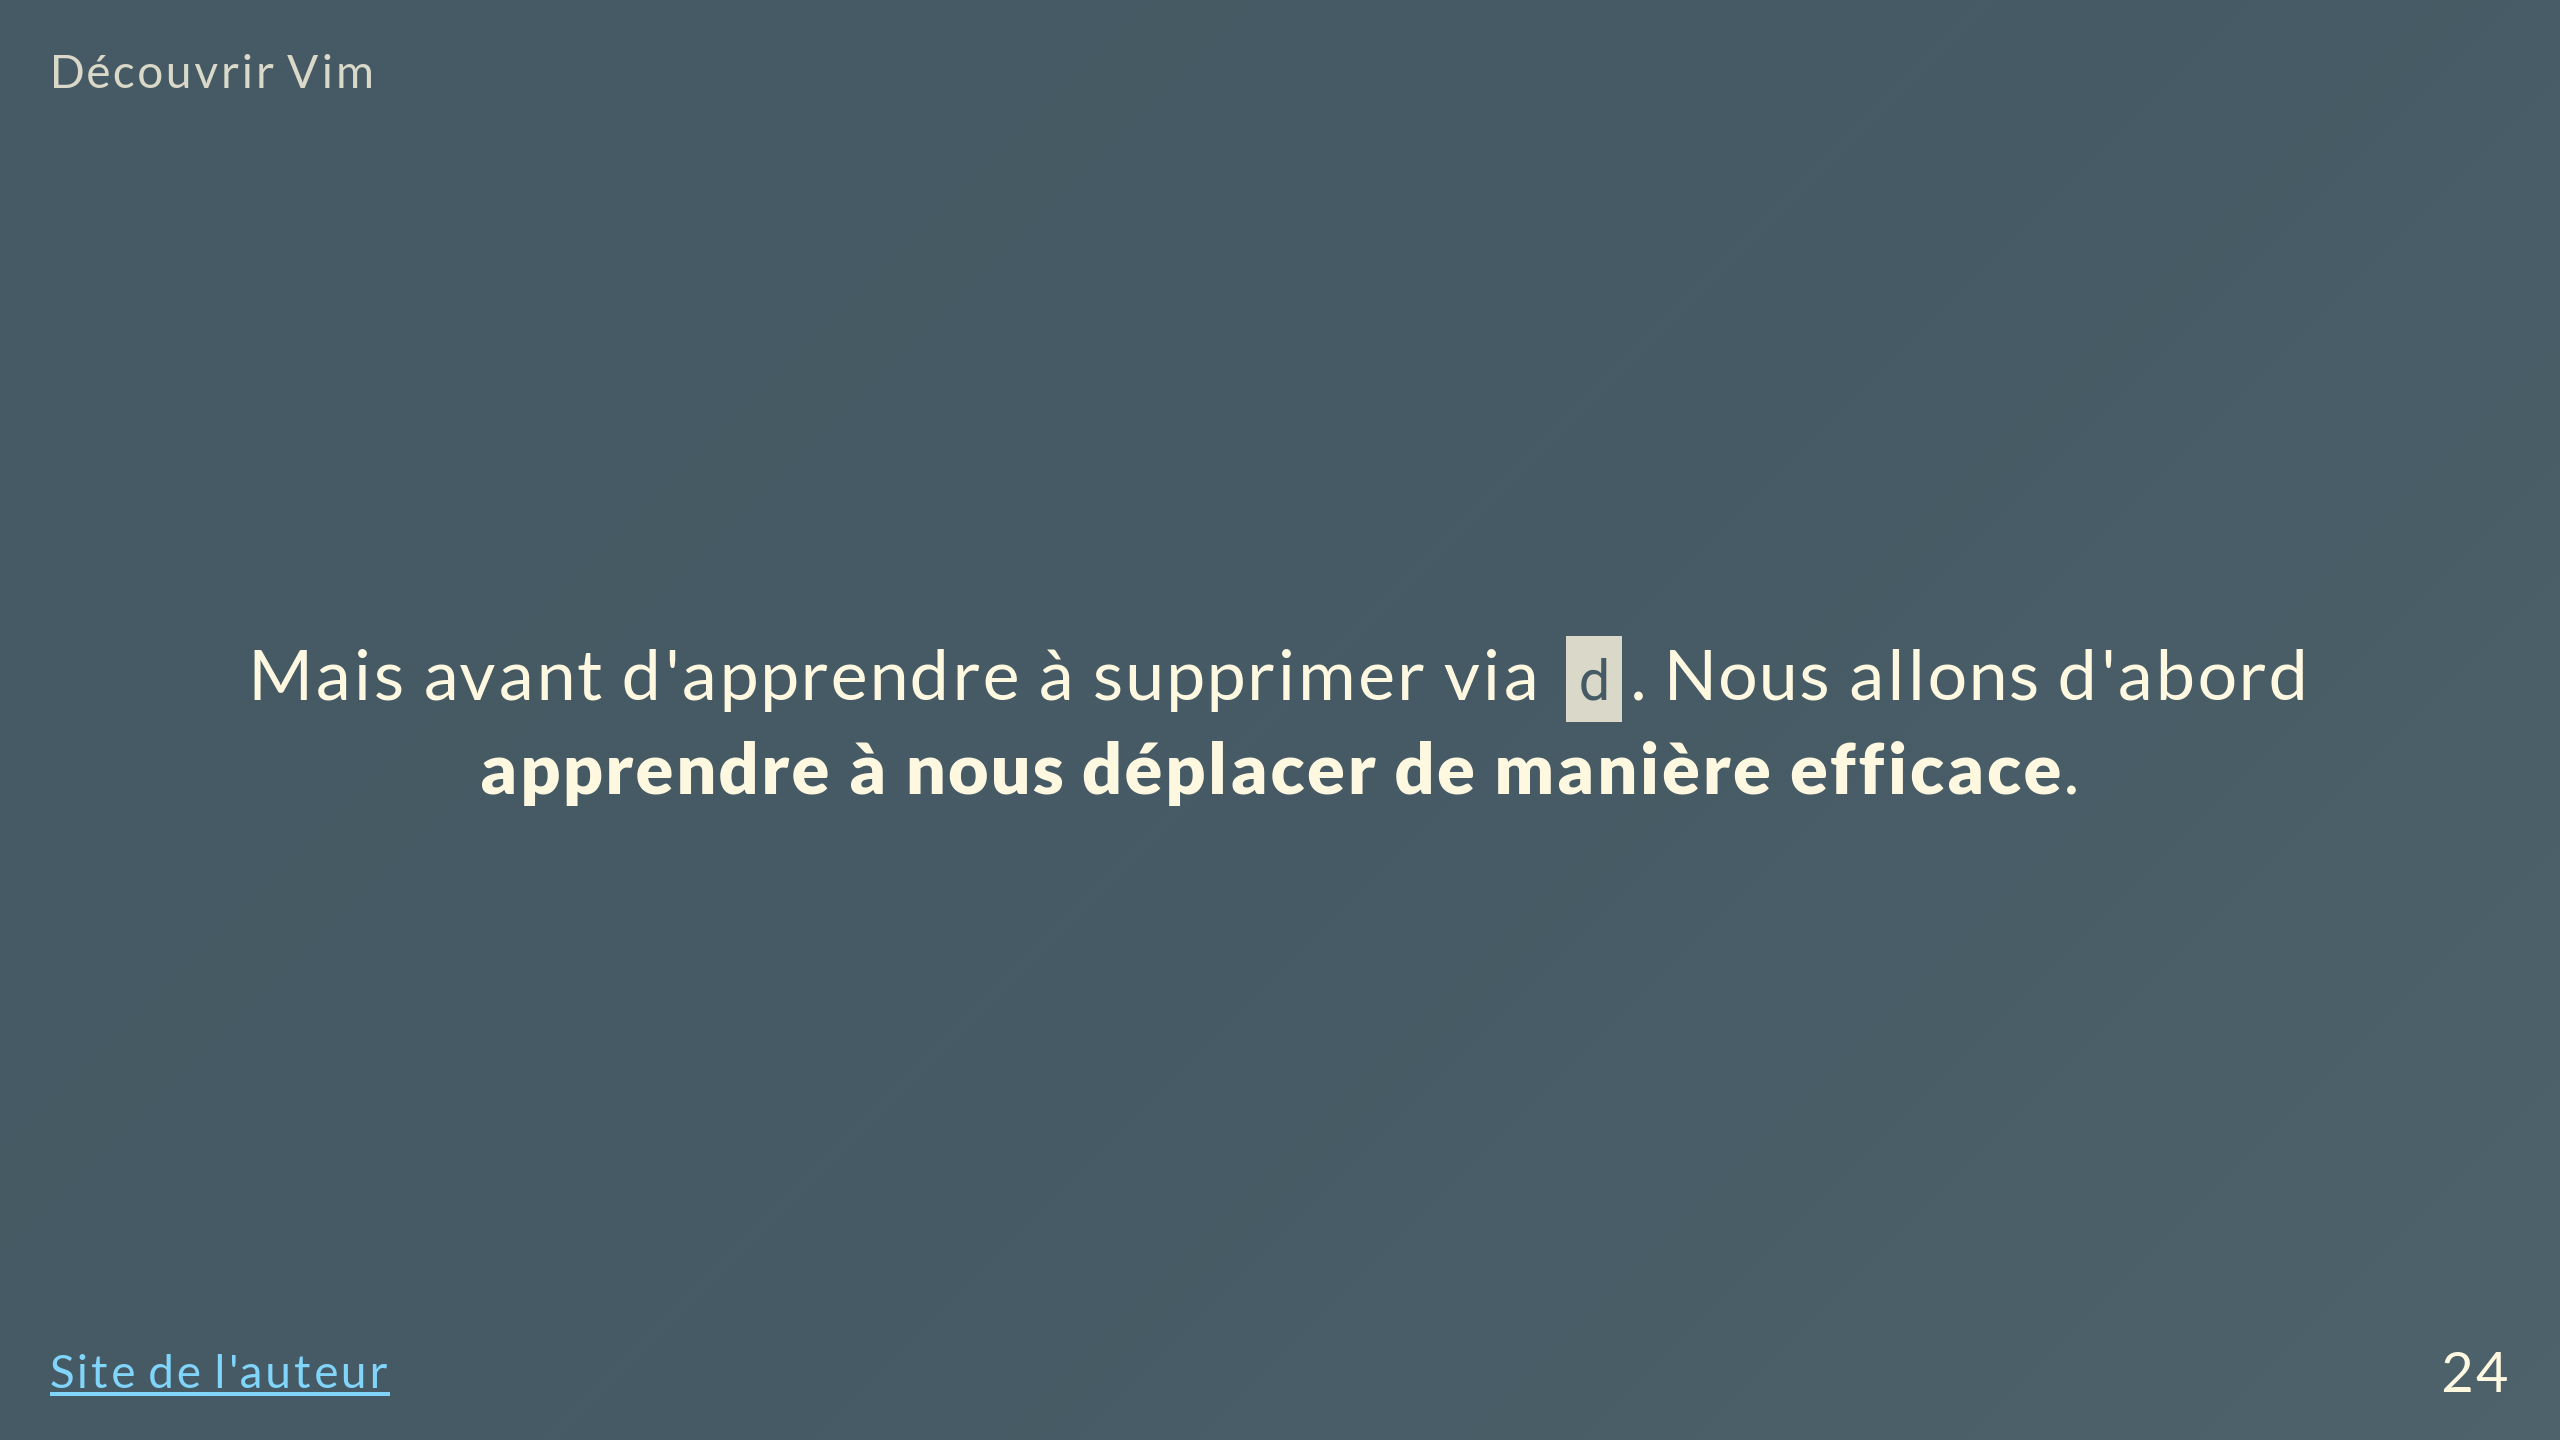 Découvrir Vim
Mais avant d'apprendre à supprimer via d. Nous allons d'abord
apprendre à nous déplacer de manière efficace.
Site de l'auteur
24